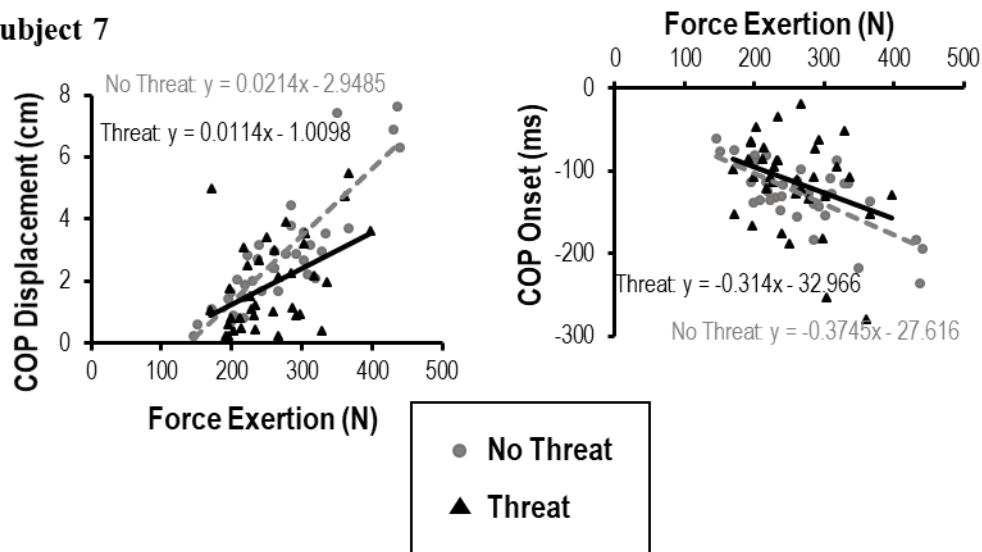 ubject 7
No Threat: y = 0.0214x - 2.9485
Threat: y = 0.0114x - 1.0098
COP Displacement (cm)
8
6
4
2
0
0 100 200 300 400 500
Force Exertion (N)
Force Exertion (N)
0 100 200 300 400 500
COP Onset (ms)
0
-100
-200
-300
Threat: y = -0.314x - 32.966
No Threat: y = -0.3745x - 27.616
No Threat
Threat